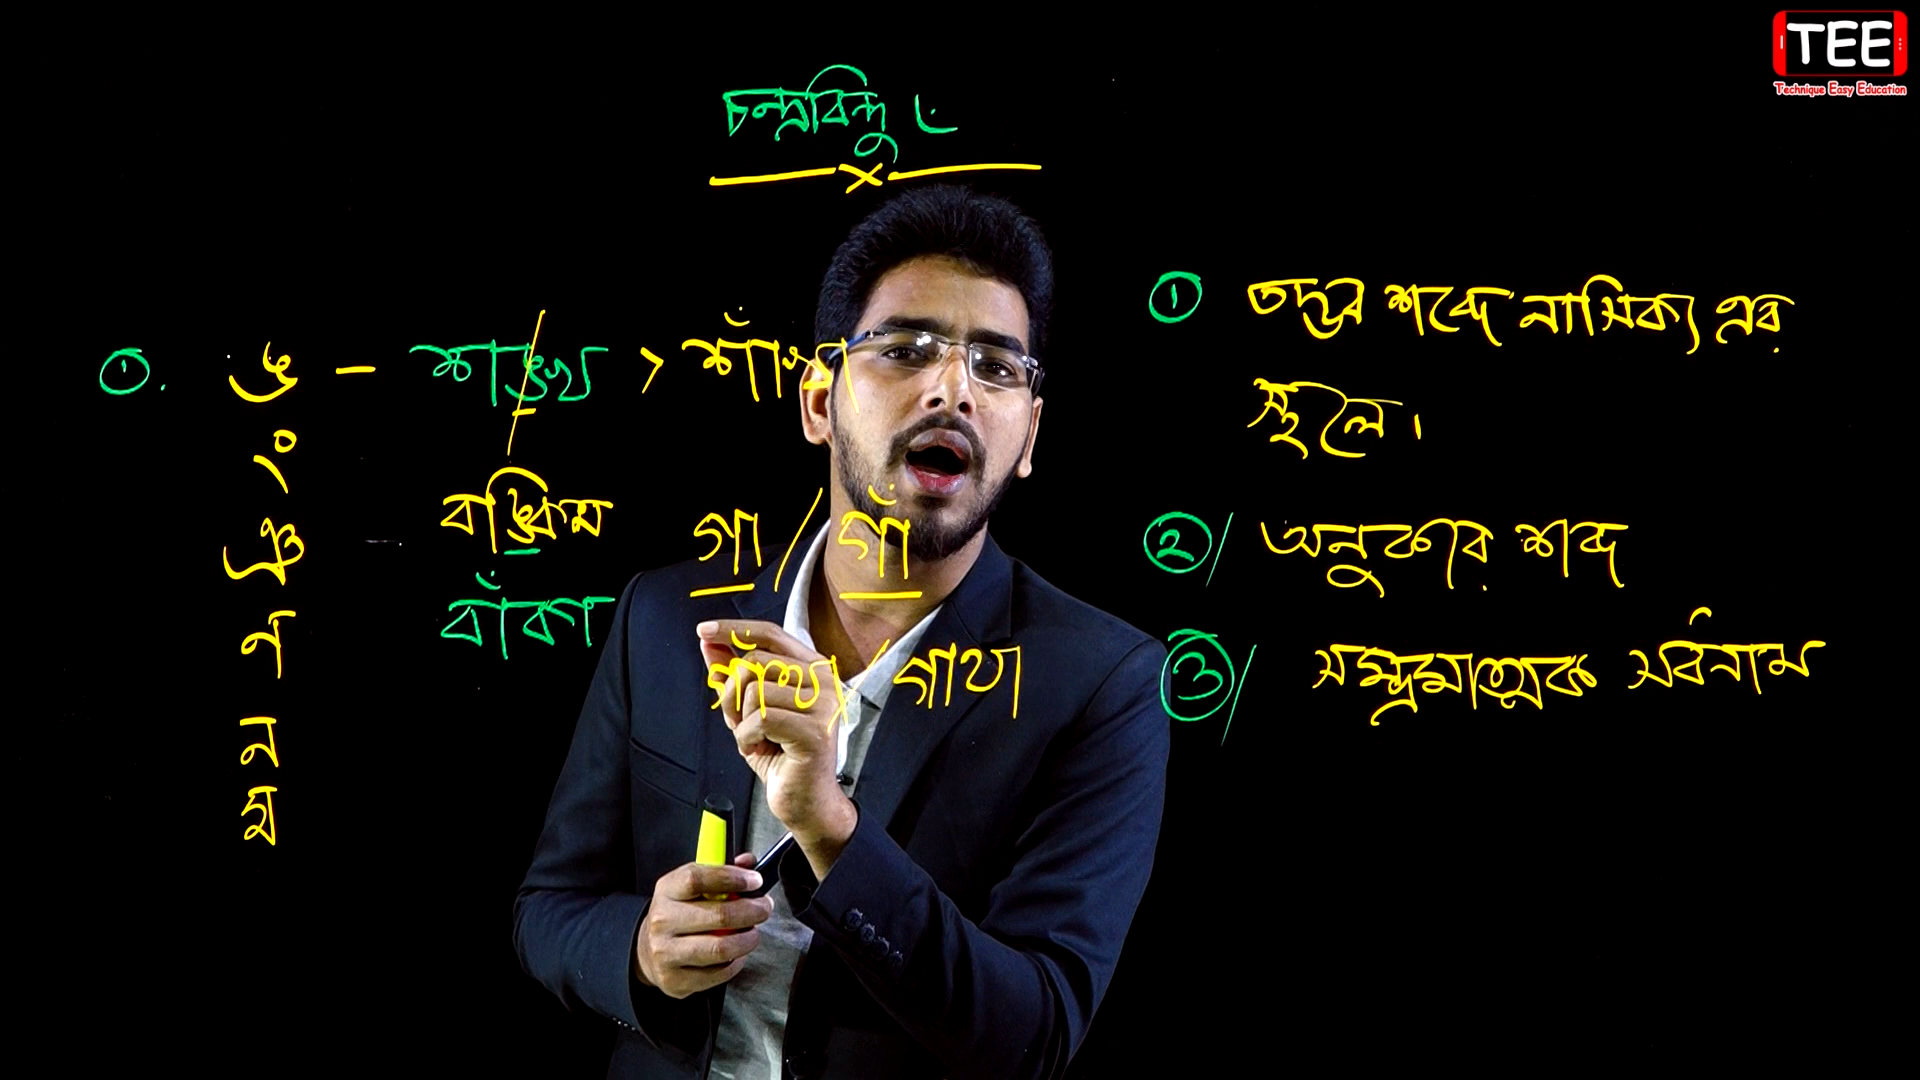 TEE
Technique Easy Education
চন্দ্রবিন্দু ঁ
১. ঙ - শাঙখ > শাঁখা
ং
ঞ - বঙ্কিম
বাঁকা
ণ
ন
ম
গা / গাঁ
গাঁথা / গাথা
১ তদ্ভব শব্দে নাসিক্য এর
স্থলে।
২/ অনুকার শব্দ
৩/ সম্ভ্রমাত্মক সর্বনাম